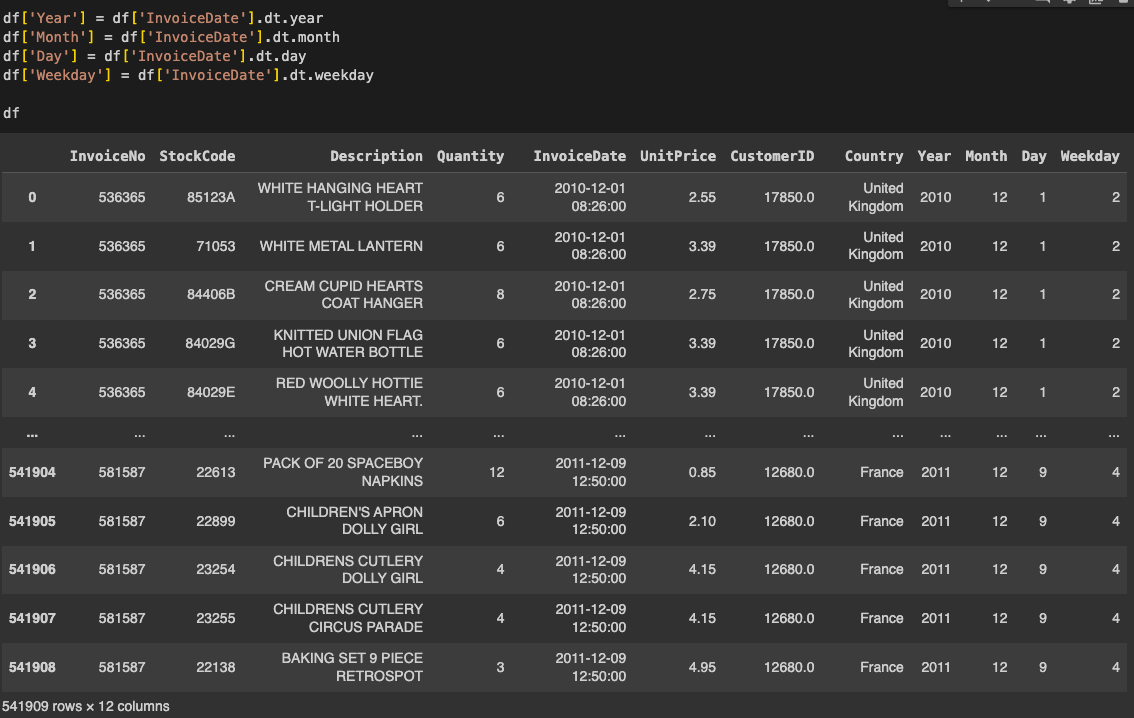 df['Year'] = df['InvoiceDate'].dt.year
df['Month'] = df['InvoiceDate'].dt.month
df['Day'] = df['InvoiceDate'].dt.day
df['Weekday'] = df['InvoiceDate'].dt.weekday
df
InvoiceNo StockCode Description Quantity InvoiceDate UnitPrice CustomerID Country Year Month Day Weekday
0 536365 85123A WHITE HANGING HEART T-LIGHT HOLDER 6 2010-12-01 08:26:00 2.55 17850.0 United Kingdom 2010 12 1 2
1 536365 71053 WHITE METAL LANTERN 6 2010-12-01 08:26:00 3.39 17850.0 United Kingdom 2010 12 1 2
2 536365 84406B CREAM CUPID HEARTS COAT HANGER 8 2010-12-01 08:26:00 2.75 17850.0 United Kingdom 2010 12 1 2
3 536365 84029G KNITTED UNION FLAG HOT WATER BOTTLE 6 2010-12-01 08:26:00 3.39 17850.0 United Kingdom 2010 12 1 2
4 536365 84029E RED WOOLLY HOTTIE WHITE HEART. 6 2010-12-01 08:26:00 3.39 17850.0 United Kingdom 2010 12 1 2
... ... ... ... ... ... ... ... ... ... ... ... ...
541904 581587 22613 PACK OF 20 SPACEBOY NAPKINS 12 2011-12-09 12:50:00 0.85 12680.0 France 2011 12 9 4
541905 581587 22899 CHILDREN'S APRON DOLLY GIRL 6 2011-12-09 12:50:00 2.10 12680.0 France 2011 12 9 4
541906 581587 23254 CHILDRENS CUTLERY DOLLY GIRL 4 2011-12-09 12:50:00 4.15 12680.0 France 2011 12 9 4
541907 581587 23255 CHILDRENS CUTLERY CIRCUS PARADE 4 2011-12-09 12:50:00 4.15 12680.0 France 2011 12 9 4
541908 581587 22138 BAKING SET 9 PIECE RETROSPOT 3 2011-12-09 12:50:00 4.95 12680.0 France 2011 12 9 4
541909 rows × 12 columns